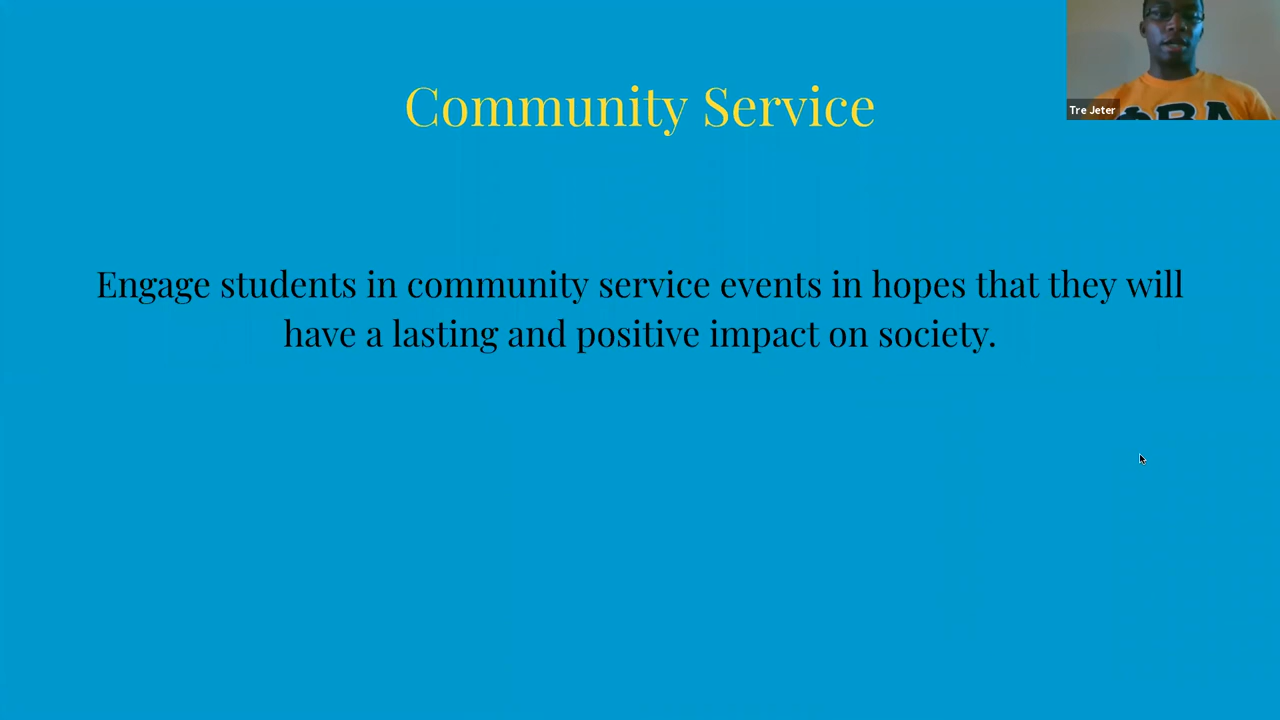 Community Service
Tre Jeter
ΦΒΛ
Engage students in community service events in hopes that they will
have a lasting and positive impact on society.